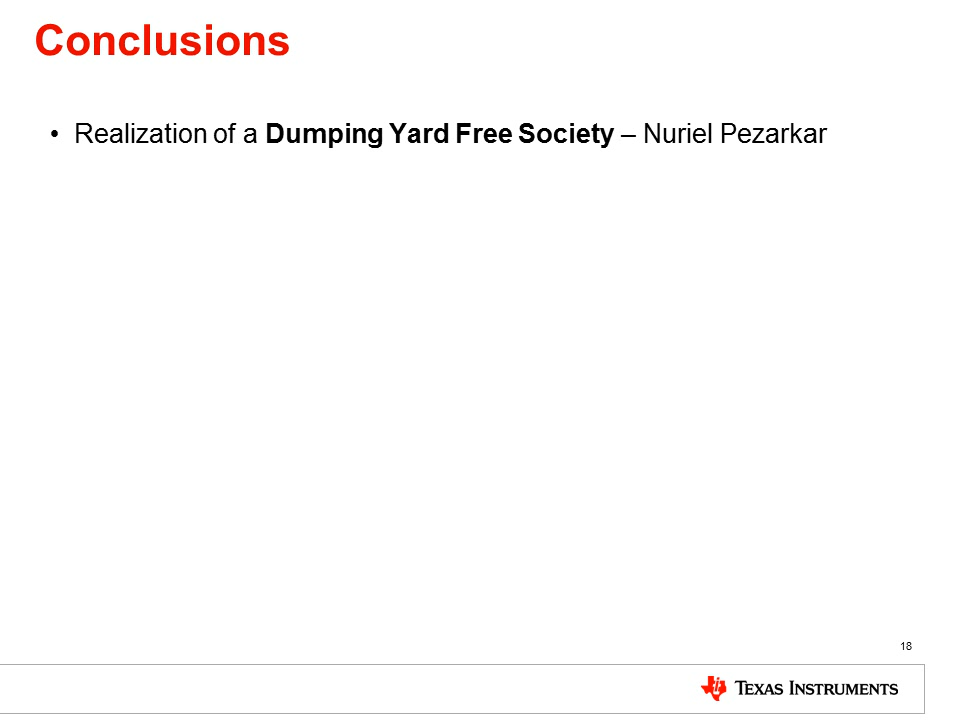 Conclusions
• Realization of a Dumping Yard Free Society – Nuriel Pezarkar
18
Texas Instruments